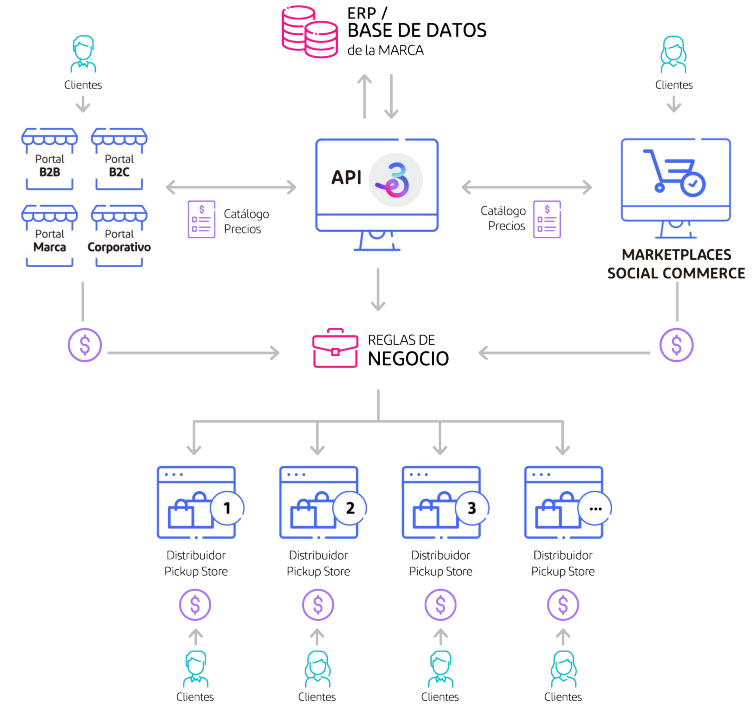 ERP /
BASE DE DATOS
de la MARCA
Clientes
Clientes
Portal
B2B
Portal
B2C
Portal
Marca
Portal
Corporativo
$
Catálogo
Precios
API
Catálogo
Precios
$
MARKETPLACES
SOCIAL COMMERCE
$
REGLAS DE
NEGOCIO
$
1
2
3
...
Distribuidor
Pickup Store
Distribuidor
Pickup Store
Distribuidor
Pickup Store
Distribuidor
Pickup Store
$
$
$
$
Clientes
Clientes
Clientes
Clientes